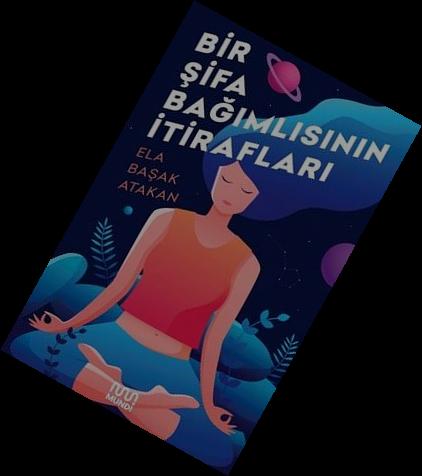 BİR
ŞİFA
BAĞIMLISININ
İTİRAFLARI
ELA
BAŞAK
ATAKAN
MUNDİ